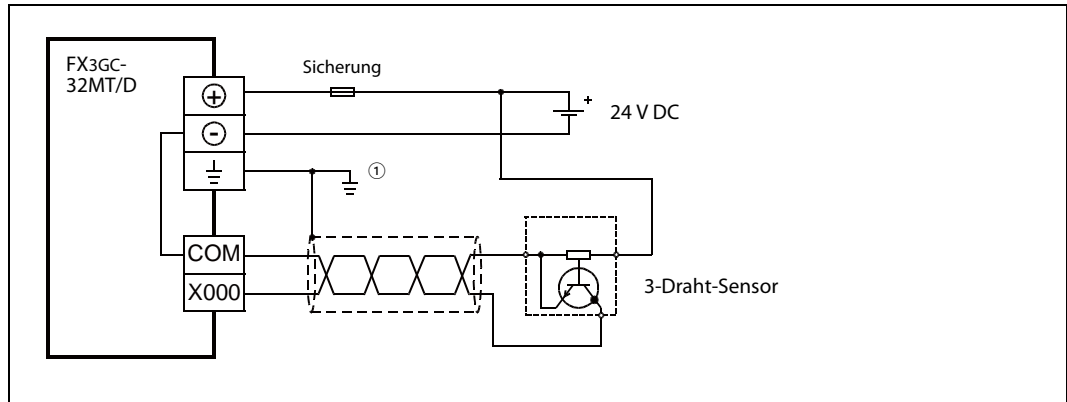 FX3GC-
32MT/D
Sicherung
+
24 V DC
+
-
①
COM
X000
3-Draht-Sensor